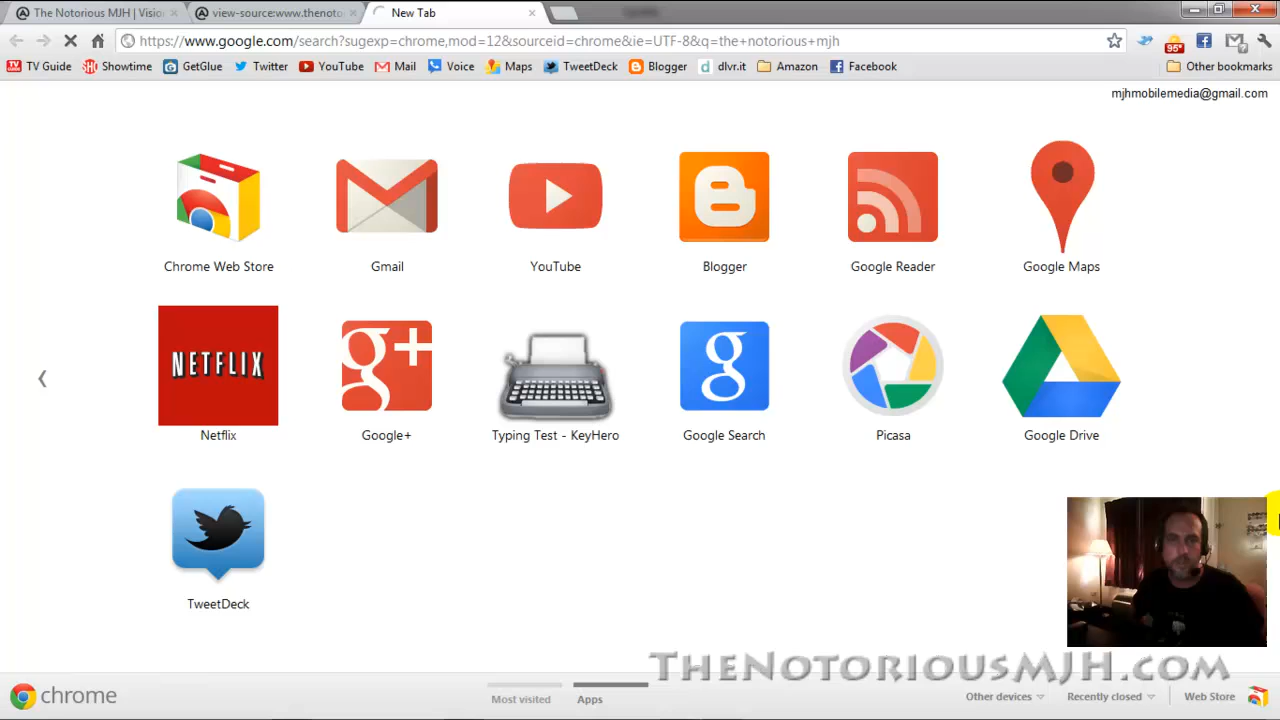 The Notorious MJH | Vision
view-source:www.thenoto
New Tab
https://www.google.com/search?sugexp=chrome,mod=12&sourceid=chrome&ie=UTF-8&q=the+notorious+mjh
95°
TV Guide
Showtime
GetGlue
Twitter
YouTube
Mail
Voice
Maps
TweetDeck
Blogger
dlvr.it
Amazon
Facebook
Other bookmarks
mjhmobilemedia@gmail.com
Chrome Web Store
Gmail
YouTube
Blogger
Google Reader
Google Maps
NETFLIX
g+
g
Netflix
Google+
Typing Test - KeyHero
Google Search
Picasa
Google Drive
TweetDeck
TheNotoriousMJH.com
chrome
Most visited
Apps
Other devices
Recently closed
Web Store